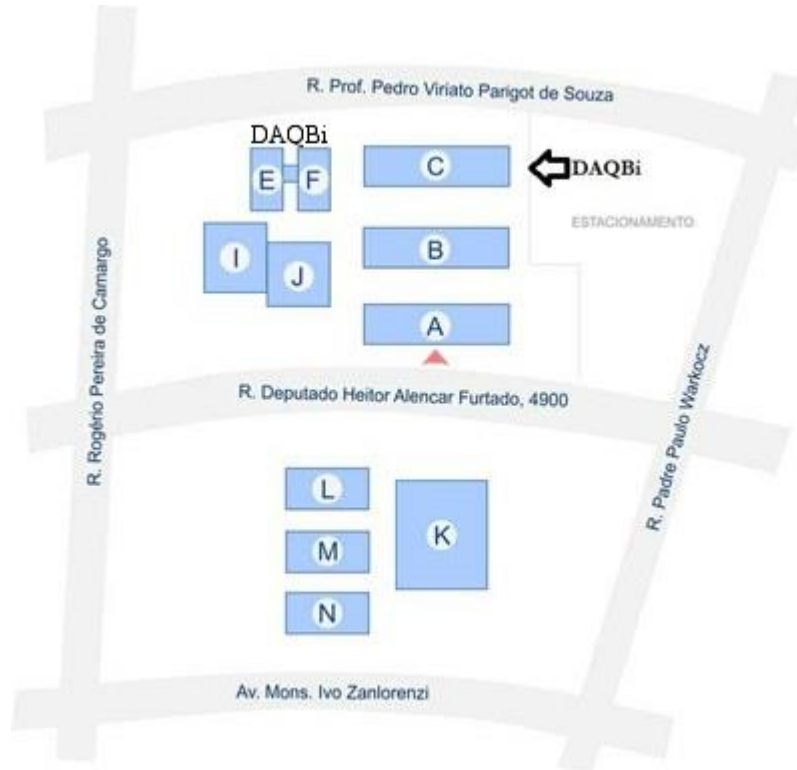 R. Prof. Pedro Viriato Parigot de Souza
DAQBi
E
F
C
DAQBi
ESTACIONAMENTO
I
J
B
A
R. Rogério Pereira de Camargo
R. Deputado Heitor Alencar Furtado, 4900
R. Padre Paulo Warkocz
L
K
M
N
Av. Mons. Ivo Zanlorenzi